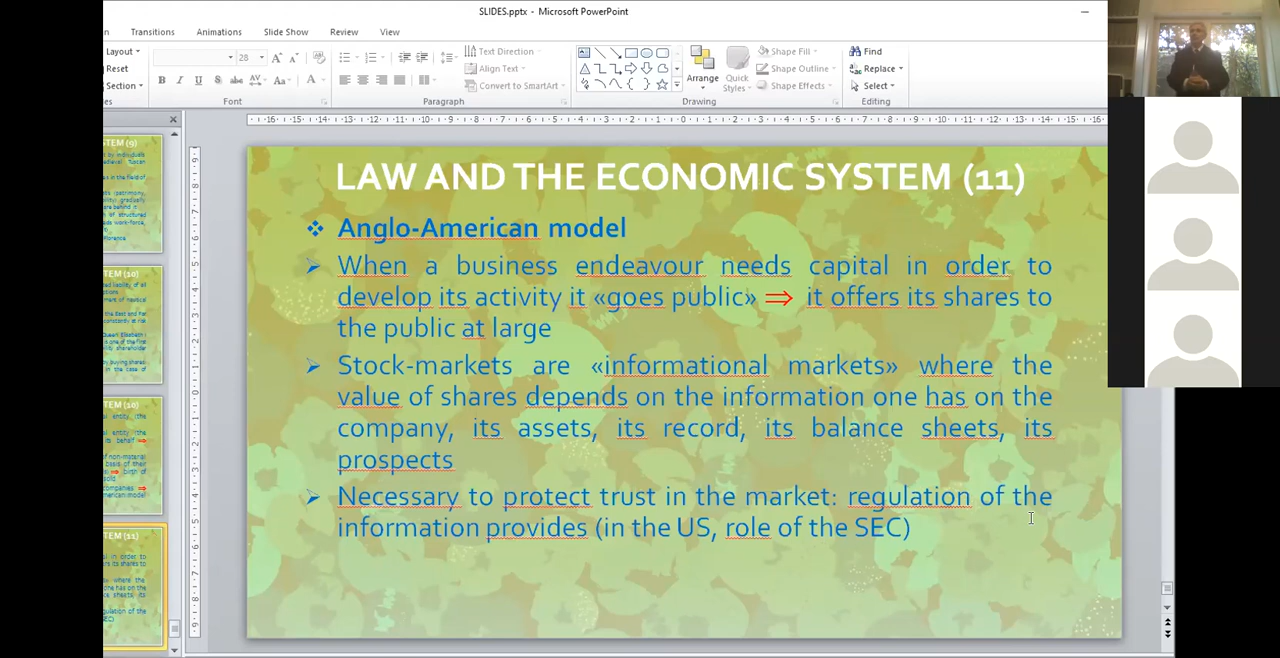 SLIDES.pptx - Microsoft PowerPoint
Transitions Animations Slide Show Review View
Layout
Reset
Section
28
Text Direction
Align Text
Convert to SmartArt
Arrange
Quick Styles
Shape Fill
Shape Outline
Shape Effects
Find
Replace
Select
Font Paragraph Drawing Editing
LAW AND THE ECONOMIC SYSTEM (11)
Anglo-American model
When a business endeavour needs capital in order to
develop its activity it «goes public» ⇒ it offers its shares to
the public at large
Stock-markets are «informational markets» where the
value of shares depends on the information one has on the
company, its assets, its record, its balance sheets, its
prospects
Necessary to protect trust in the market: regulation of the
information provides (in the US, role of the SEC)